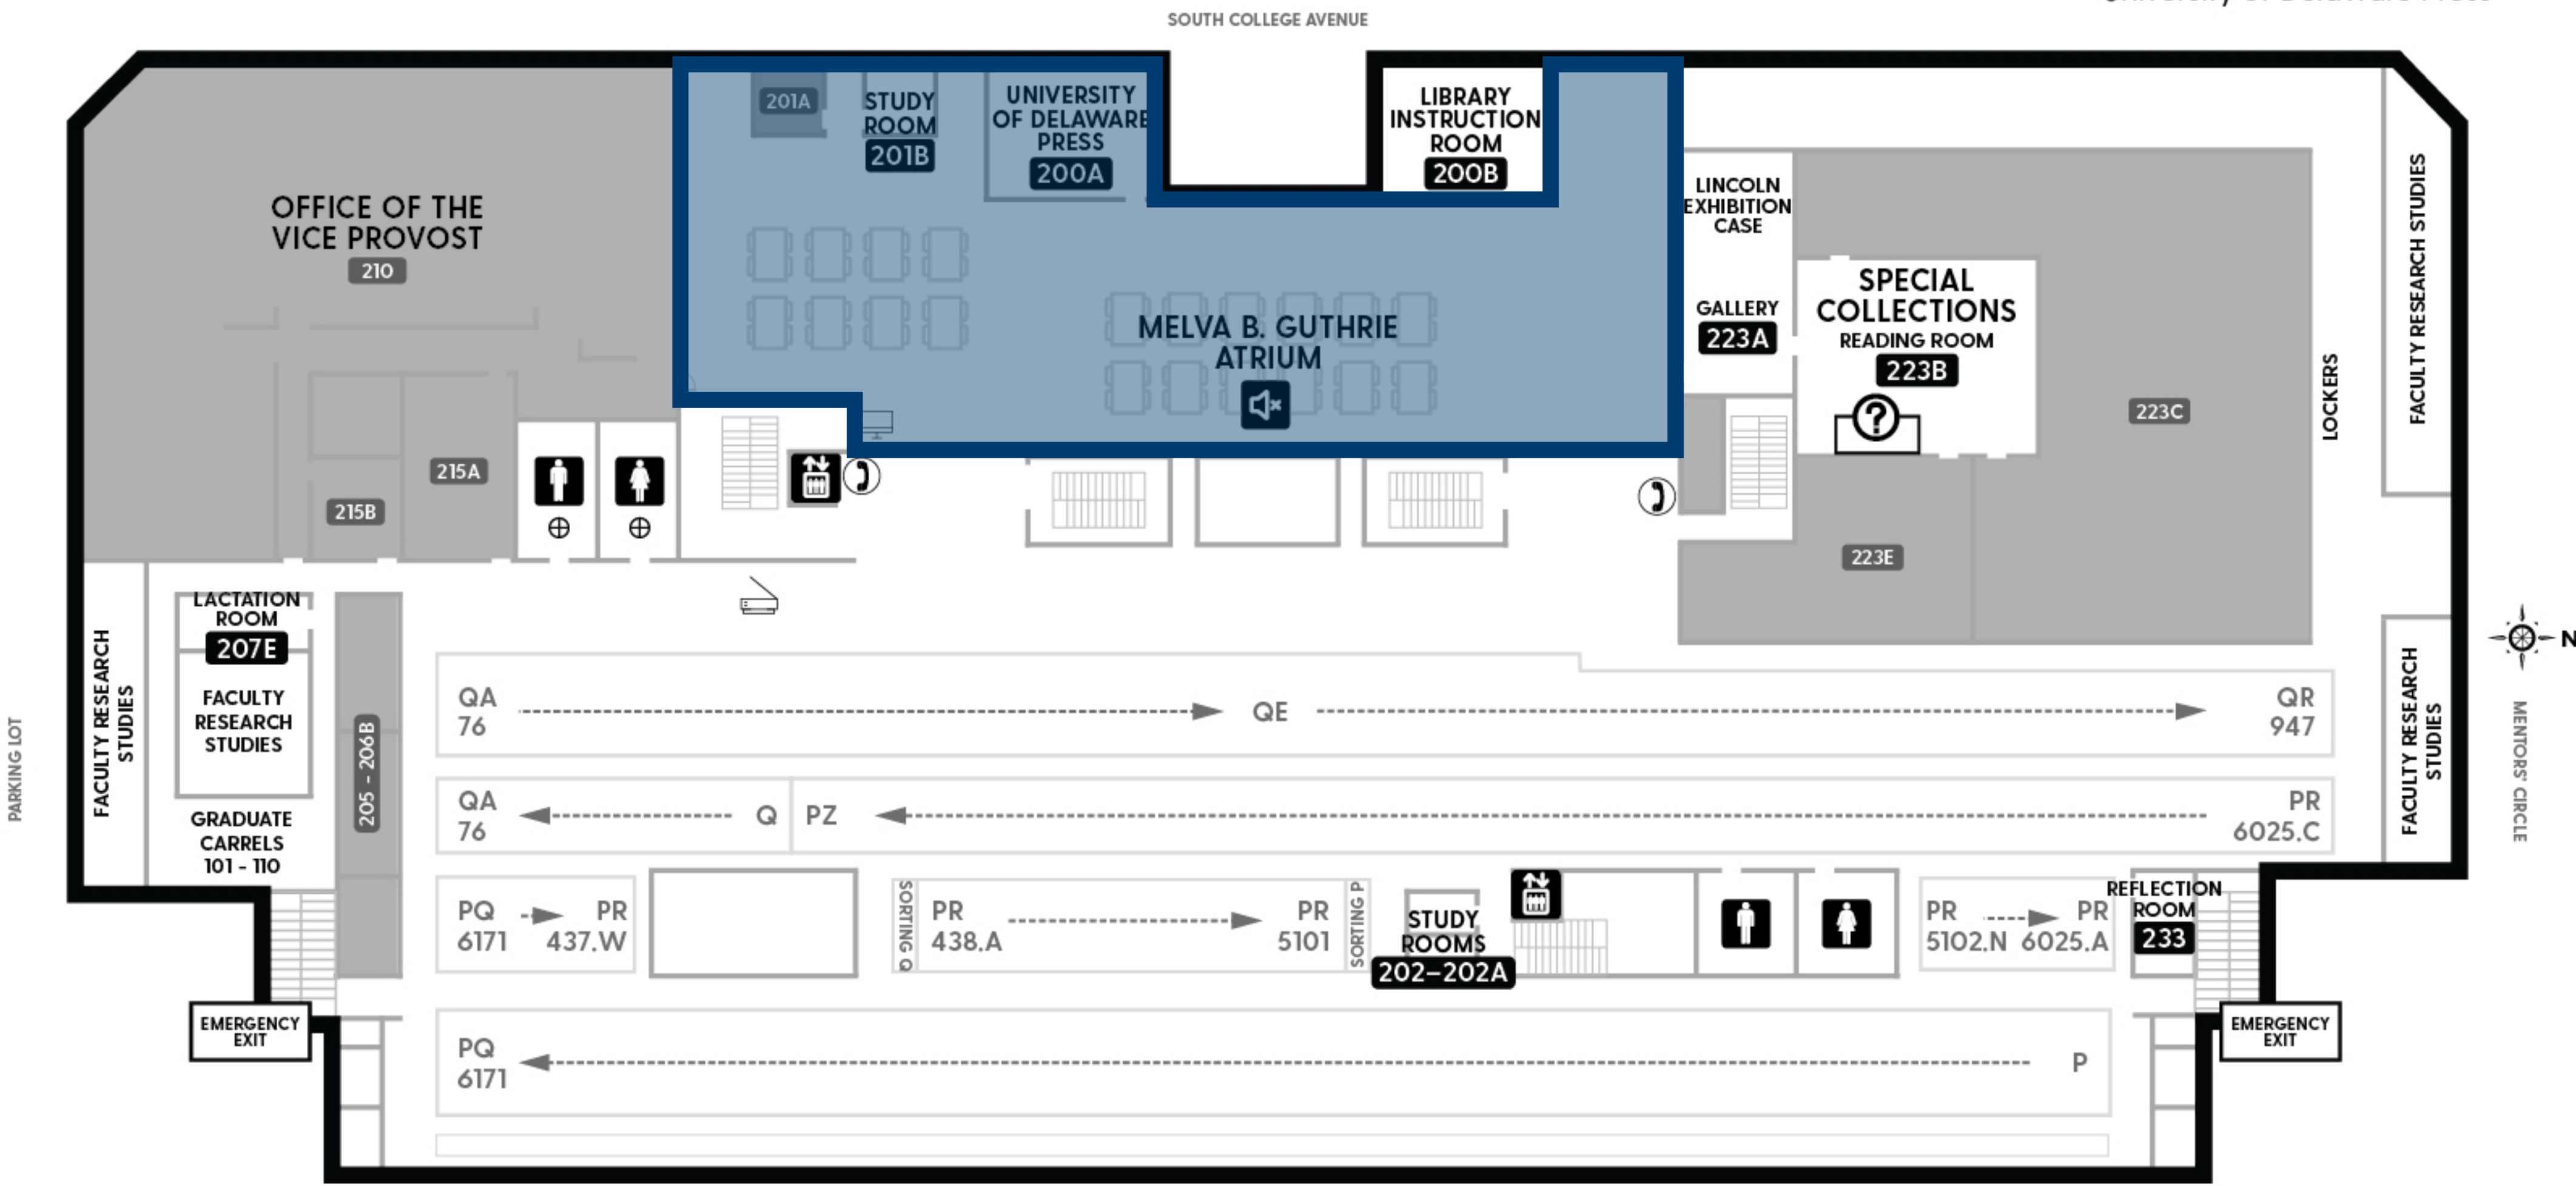 SOUTH COLLEGE AVENUE
201A
STUDY
ROOM
201B
UNIVERSITY
OF DELAWARE
PRESS
200A
LIBRARY
INSTRUCTION
ROOM
200B
OFFICE OF THE
VICE PROVOST
210
LINCOLN
EXHIBITION
CASE
GALLERY
223A
SPECIAL
COLLECTIONS
READING ROOM
223B
?
MELVA B. GUTHRIE
ATRIUM
223C
LOCKERS
FACULTY RESEARCH STUDIES
215A
215B
223E
LACTATION
ROOM
207E
FACULTY
RESEARCH
STUDIES
GRADUATE
CARRELS
101 - 110
FACULTY RESEARCH
STUDIES
205 - 206B
PARKING LOT
N
MENTORS' CIRCLE
FACULTY RESEARCH
STUDIES
QA
76
QE
QR
947
QA
76
Q
PZ
PR
6025.C
PQ
6171
PR
437.W
SORTING Q
PR
438.A
PR
5101
SORTING P
STUDY
ROOMS
202–202A
PR
5102.N
PR
6025.A
REFLECTION
ROOM
233
EMERGENCY
EXIT
EMERGENCY
EXIT
PQ
6171
P